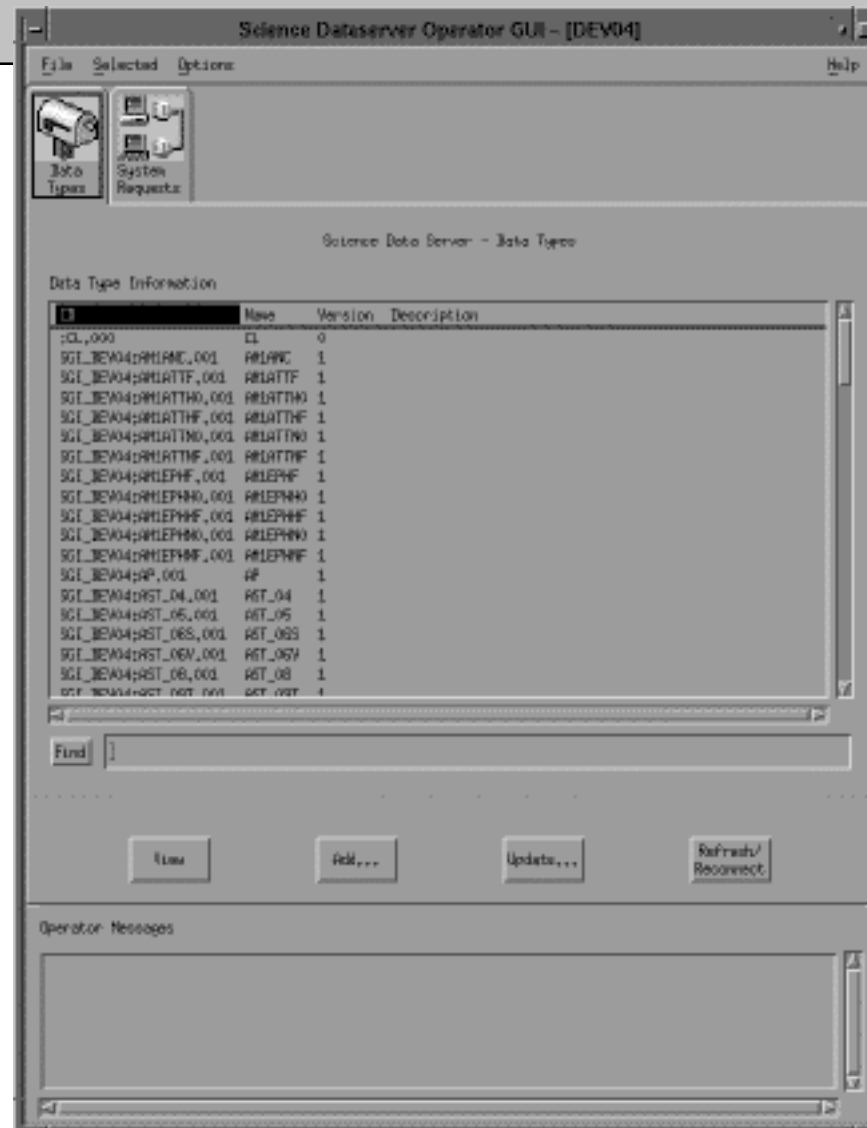 Science Dataserver Operator GUI – [DEV04]
File Selected Options Help
Data Types
System Requests
Science Data Server - Data Types
Data Type Information
ID Name Version Description
:CL.000 CL 0
SGI_DEV04:AM1ANC.001 AM1ANC 1
SGI_DEV04:AM1ATTF.001 AM1ATTF 1
SGI_DEV04:AM1ATTH0.001 AM1ATTH0 1
SGI_DEV04:AM1ATTHF.001 AM1ATTHF 1
SGI_DEV04:AM1ATTN0.001 AM1ATTN0 1
SGI_DEV04:AM1ATTNF.001 AM1ATTNF 1
SGI_DEV04:AM1EPHF.001 AM1EPHF 1
SGI_DEV04:AM1EPHH0.001 AM1EPHH0 1
SGI_DEV04:AM1EPHHF.001 AM1EPHHF 1
SGI_DEV04:AM1EPHN0.001 AM1EPHN0 1
SGI_DEV04:AM1EPHNF.001 AM1EPHNF 1
SGI_DEV04:AP.001 AP 1
SGI_DEV04:AST_04.001 AST_04 1
SGI_DEV04:AST_05.001 AST_05 1
SGI_DEV04:AST_06S.001 AST_06S 1
SGI_DEV04:AST_06V.001 AST_06V 1
SGI_DEV04:AST_08.001 AST_08 1
SGI_DEV04:AST_09T.001 AST_09T 1
Find
View Add... Update... Refresh/ Reconnect
Operator Messages